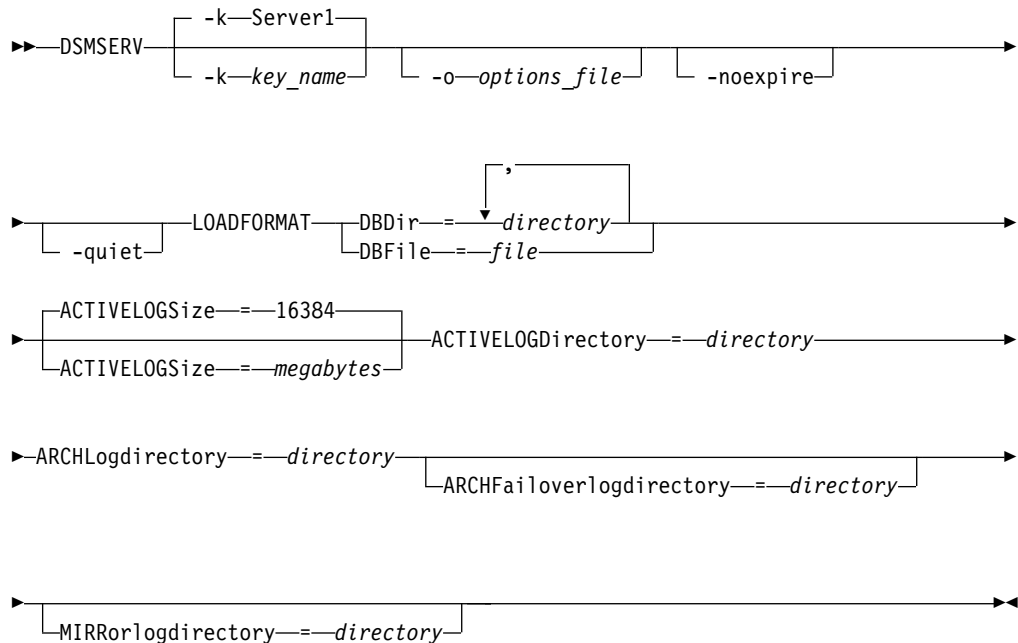 -k Server1
DSMSERV
-k key_name
-o options_file
-noexpire
,
LOADFORMAT DBDir = directory
-quiet
DBFile = file
ACTIVELOGSize = 16384
ACTIVELOGDirectory = directory
ACTIVELOGSize = megabytes
ARCHLogdirectory = directory
ARCHFailoverlogdirectory = directory
MIRRorlogdirectory = directory